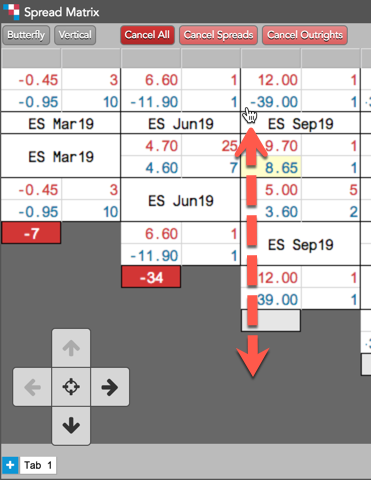 Spread Matrix
Butterfly Vertical Cancel All Cancel Spreads Cancel Outrights
-0.45 3 6.60 1 12.00 1
-0.95 10 -11.90 1 -39.00 1
ES Mar19 ES Jun19 ES Sep19
ES Mar19 4.70 25 9.70 1
4.60 7 8.65 1
-0.45 3 ES Jun19 5.00 5
-0.95 10 3.60 2
-7 6.60 1 ES Sep19
-11.90 1
-34 12.00 1
39.00 1
Tab 1